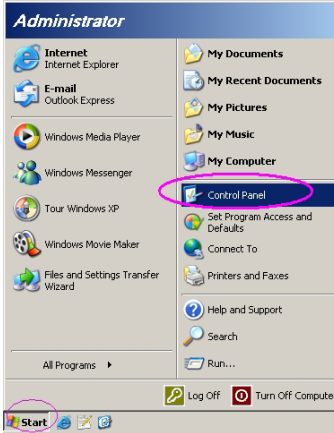 Administrator
Internet
Internet Explorer
E-mail
Outlook Express
Windows Media Player
Windows Messenger
Tour Windows XP
Windows Movie Maker
Files and Settings Transfer
Wizard
All Programs
My Documents
My Recent Documents
My Pictures
My Music
My Computer
Control Panel
Set Program Access and
Defaults
Connect To
Printers and Faxes
Help and Support
Search
Run...
Log Off
Turn Off Compute
Start